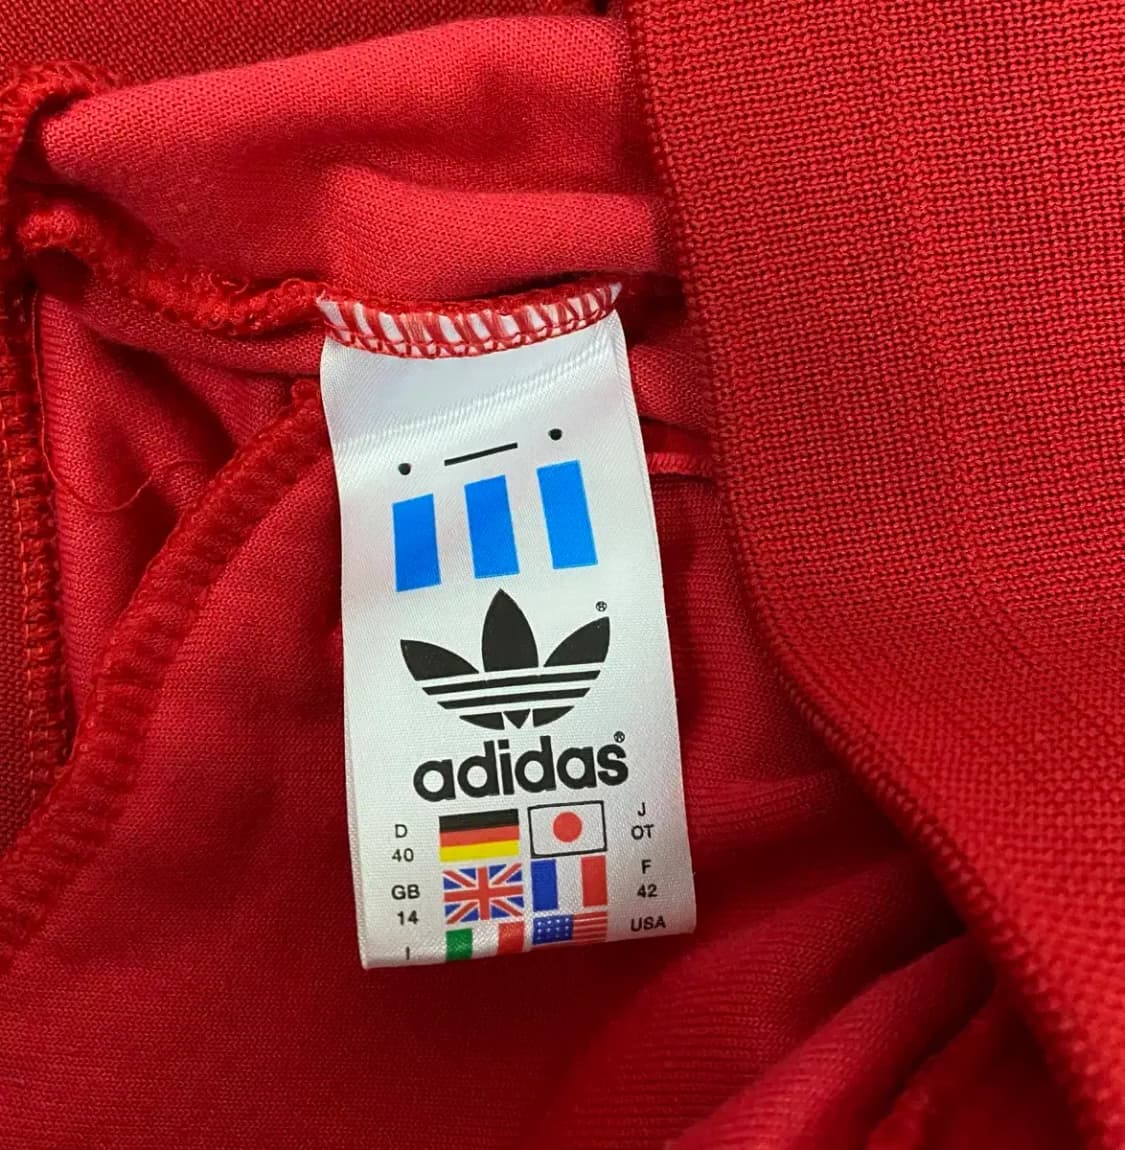 ®
adidas®
D J
40 OT
GB F
14 42
I USA